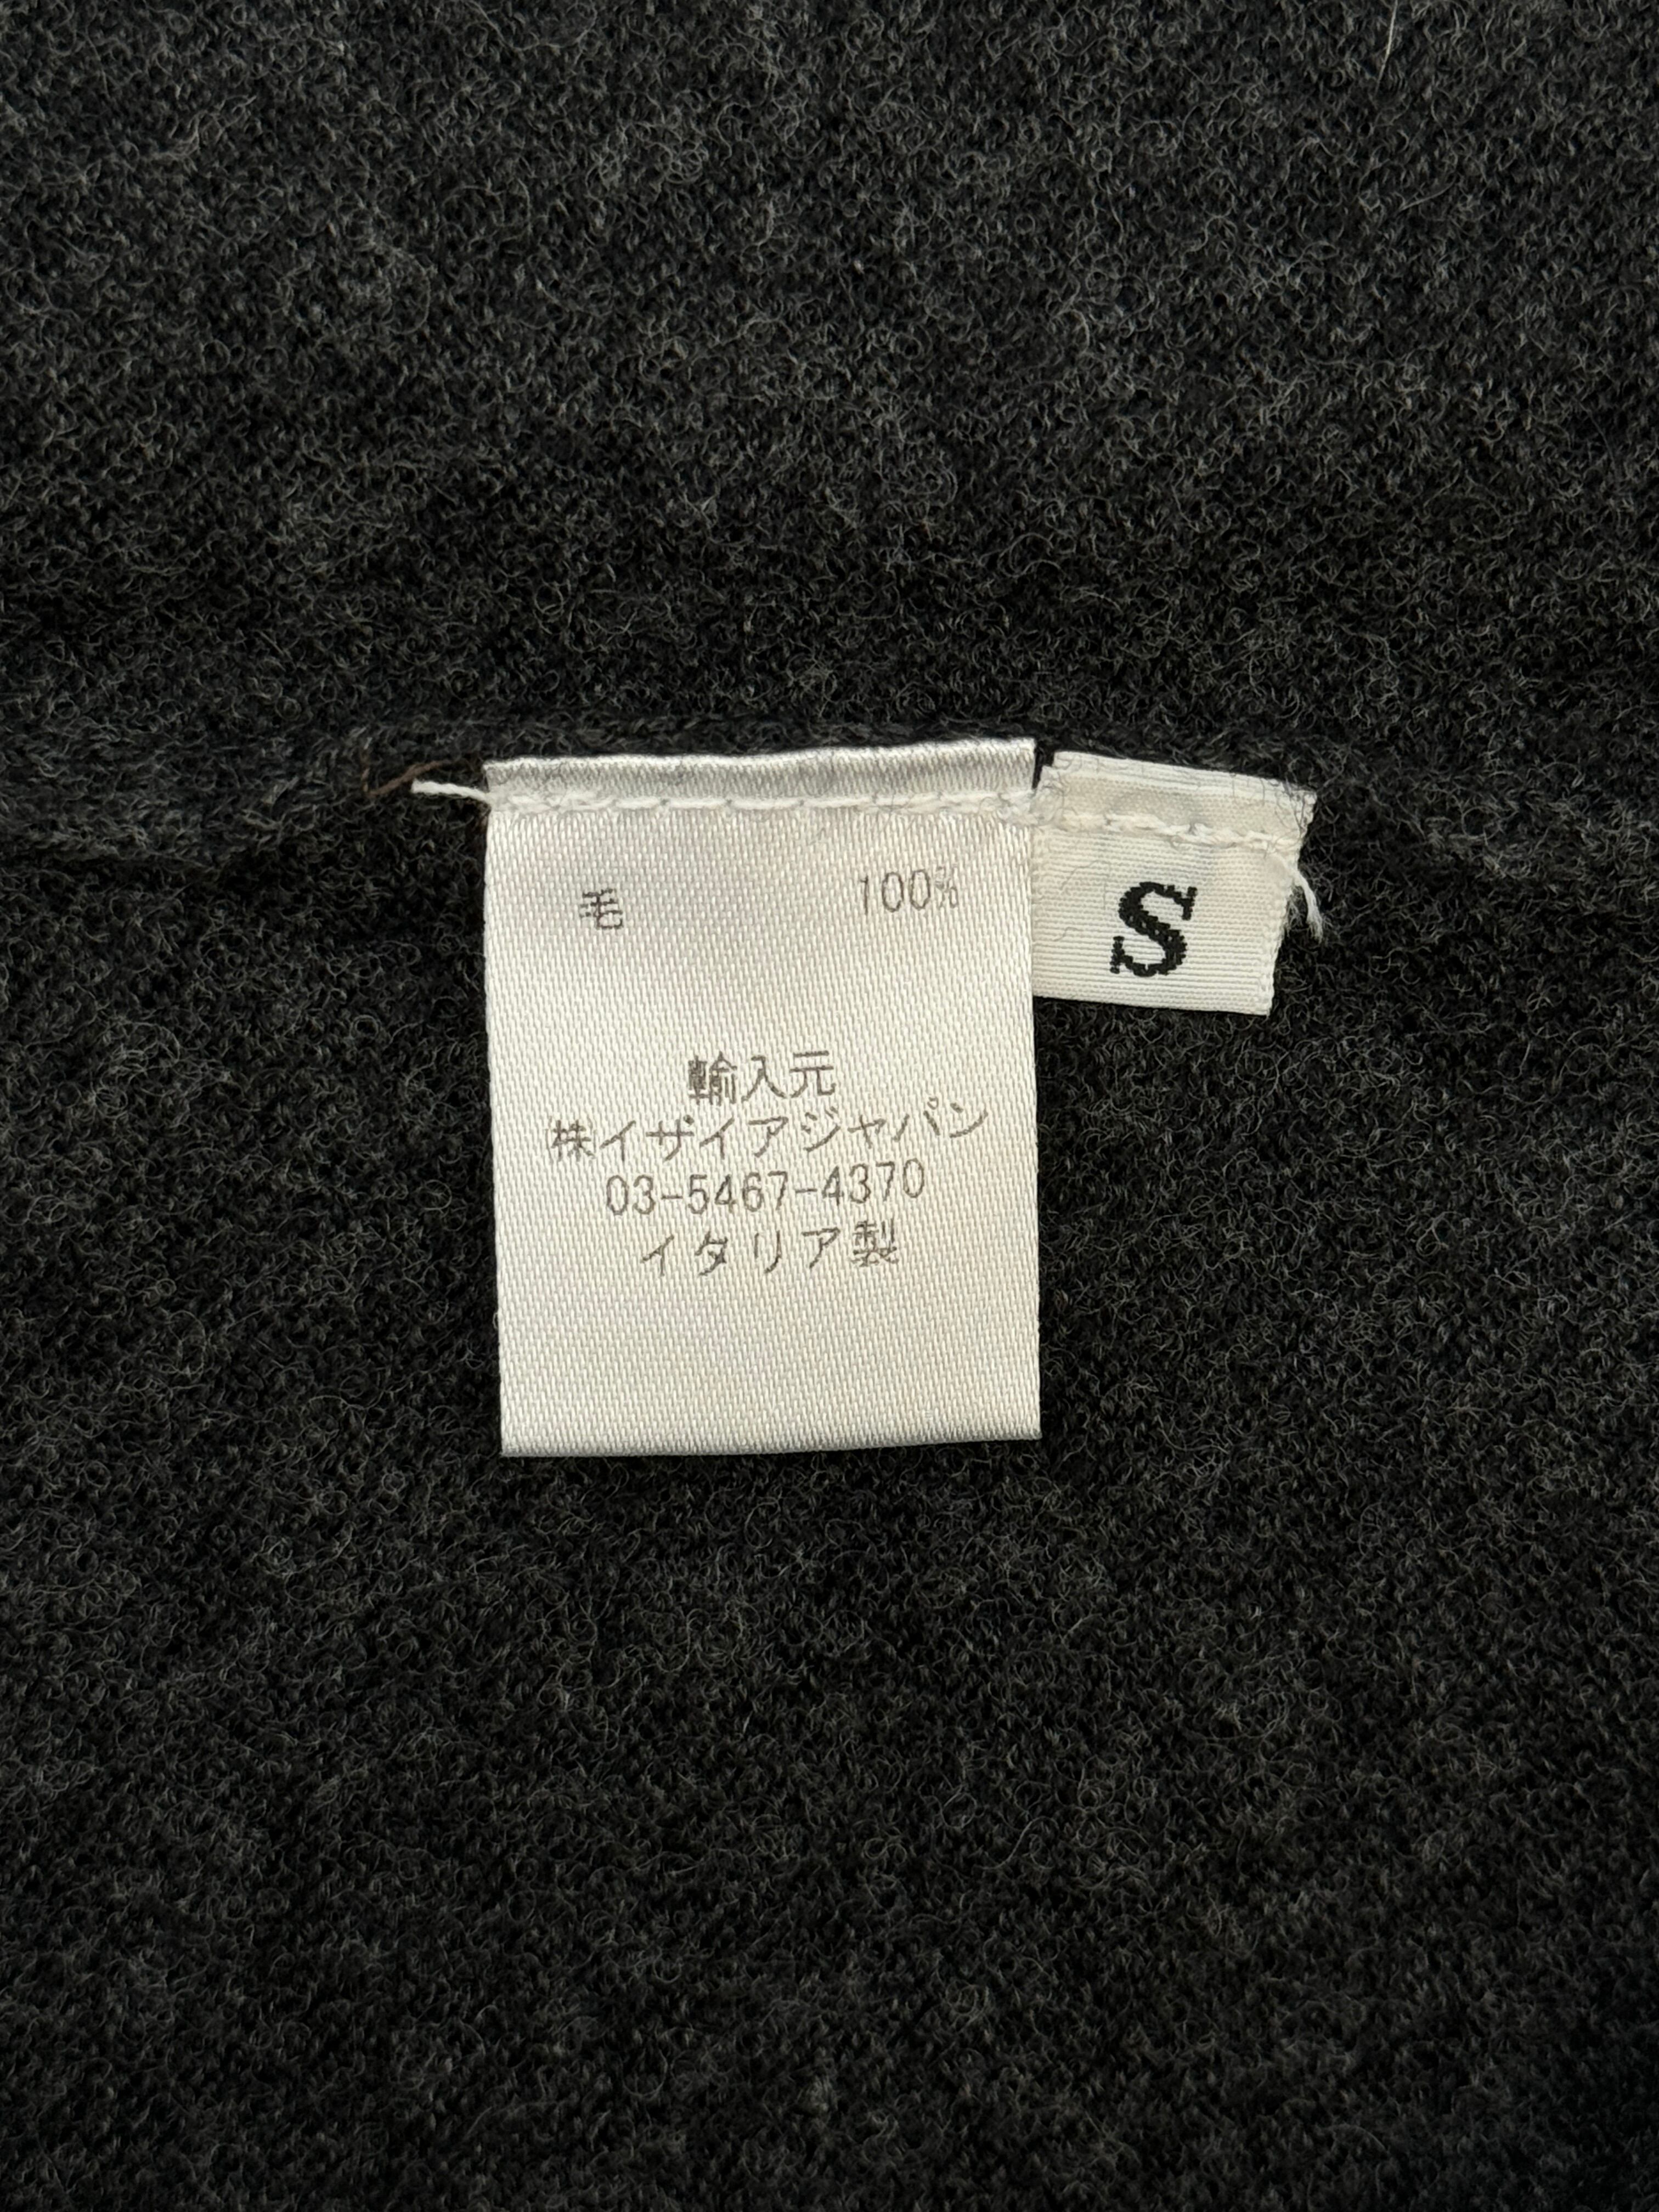 毛 100%
S
輸入元
株イザイアジャパン
03-5467-4370
イタリア製